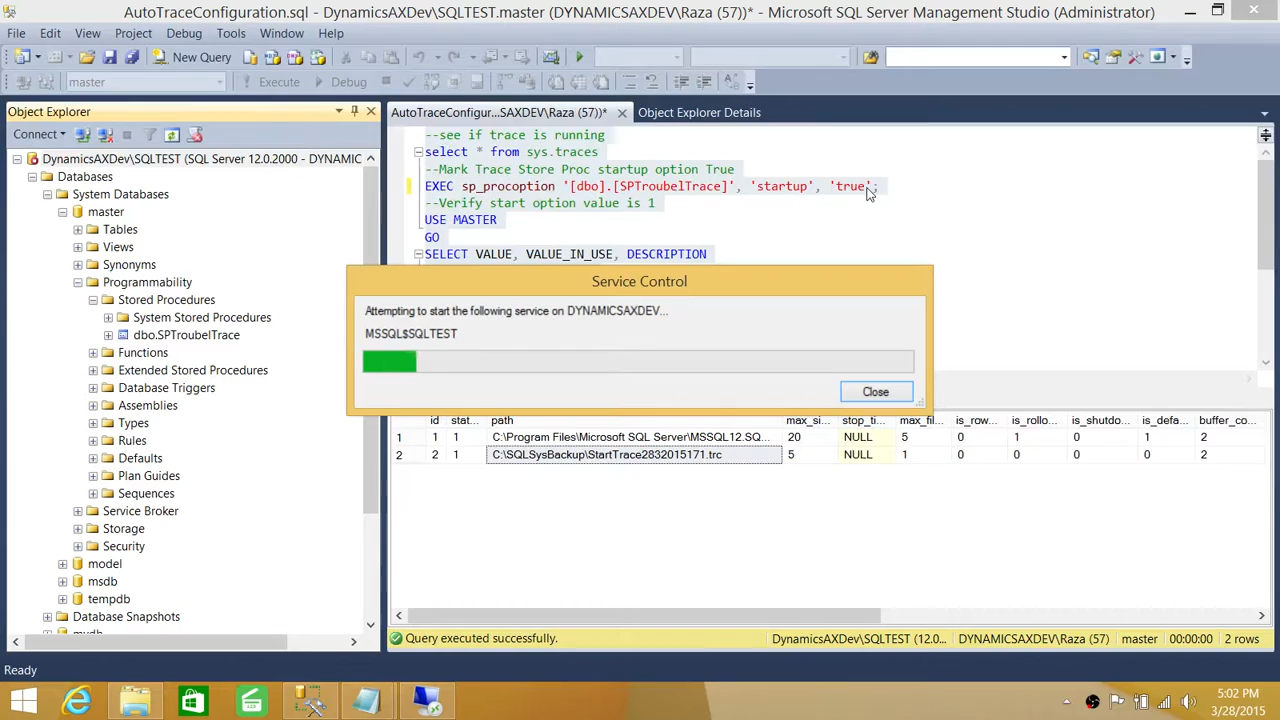 AutoTraceConfiguration.sql - DynamicsAXDev\SQLTEST.master (DYNAMICSAXDEV\Raza (57))* - Microsoft SQL Server Management Studio (Administrator)
File Edit View Project Debug Tools Window Help
New Query
master Execute Debug
Object Explorer
AutoTraceConfigur...SAXDEV\Raza (57))* Object Explorer Details
Connect
DynamicsAXDev\SQLTEST (SQL Server 12.0.2000 - DYNAMIC
Databases
System Databases
master
Tables
Views
Synonyms
Programmability
Stored Procedures
System Stored Procedures
dbo.SPTroubelTrace
Functions
Extended Stored Procedures
Database Triggers
Assemblies
Types
Rules
Defaults
Plan Guides
Sequences
Service Broker
Storage
Security
model
msdb
tempdb
Database Snapshots
mydb
--see if trace is running
select * from sys.traces
--Mark Trace Store Proc startup option True
EXEC sp_procoption '[dbo].[SPTroubelTrace]', 'startup', 'true';
--Verify start option value is 1
USE MASTER
GO
SELECT VALUE, VALUE_IN_USE, DESCRIPTION
Service Control
Attempting to start the following service on DYNAMICSAXDEV...
MSSQL$SQLTEST
Close
id stat... path max_si... stop_ti... max_fil... is_row... is_rollo... is_shutdo... is_defa... buffer_co...
1 1 1 C:\Program Files\Microsoft SQL Server\MSSQL12.SQ... 20 NULL 5 0 1 0 1 2
2 2 1 C:\SQLSysBackup\StartTrace2832015171.trc 5 NULL 1 0 0 0 0 2
Query executed successfully. DynamicsAXDev\SQLTEST (12.0... DYNAMICSAXDEV\Raza (57) master 00:00:00 2 rows
Ready
5:02 PM
3/28/2015